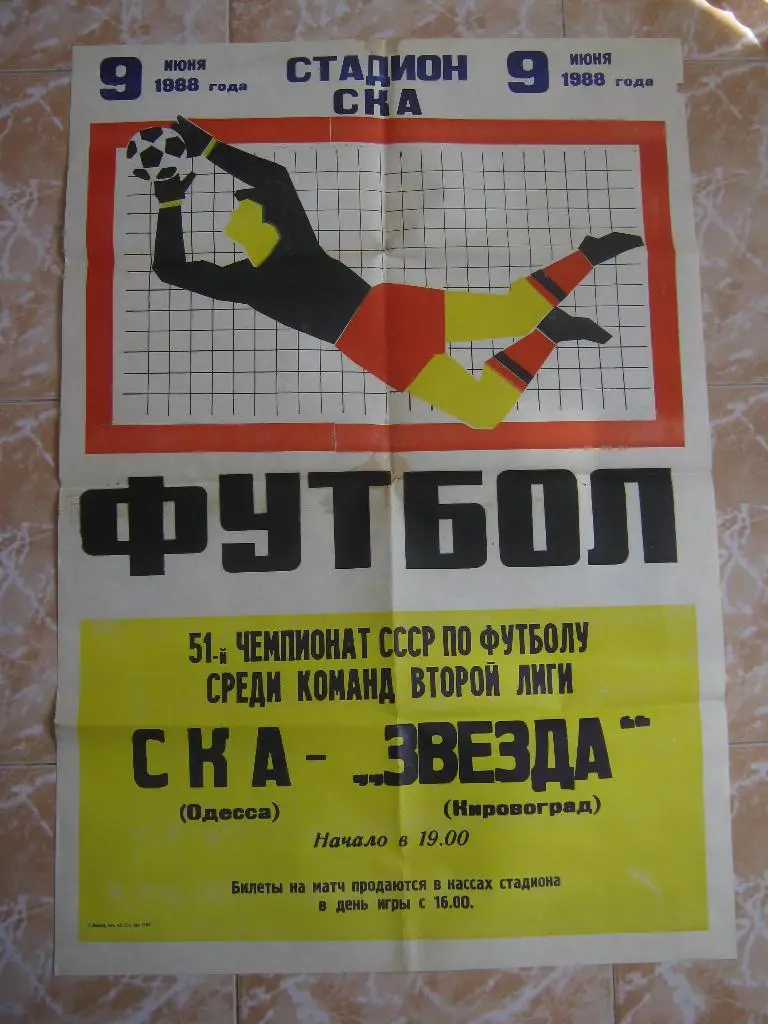 9 ИЮНЯ 1988 года
СТАДИОН
СКА
9 ИЮНЯ 1988 года
ФУТБОЛ
51-й ЧЕМПИОНАТ СССР ПО ФУТБОЛУ
СРЕДИ КОМАНД ВТОРОЙ ЛИГИ
СКА - „ЗВЕЗДА“
(Одесса) (Кировоград)
Начало в 19.00
Билеты на матч продаются в кассах стадиона
в день игры с 16.00.